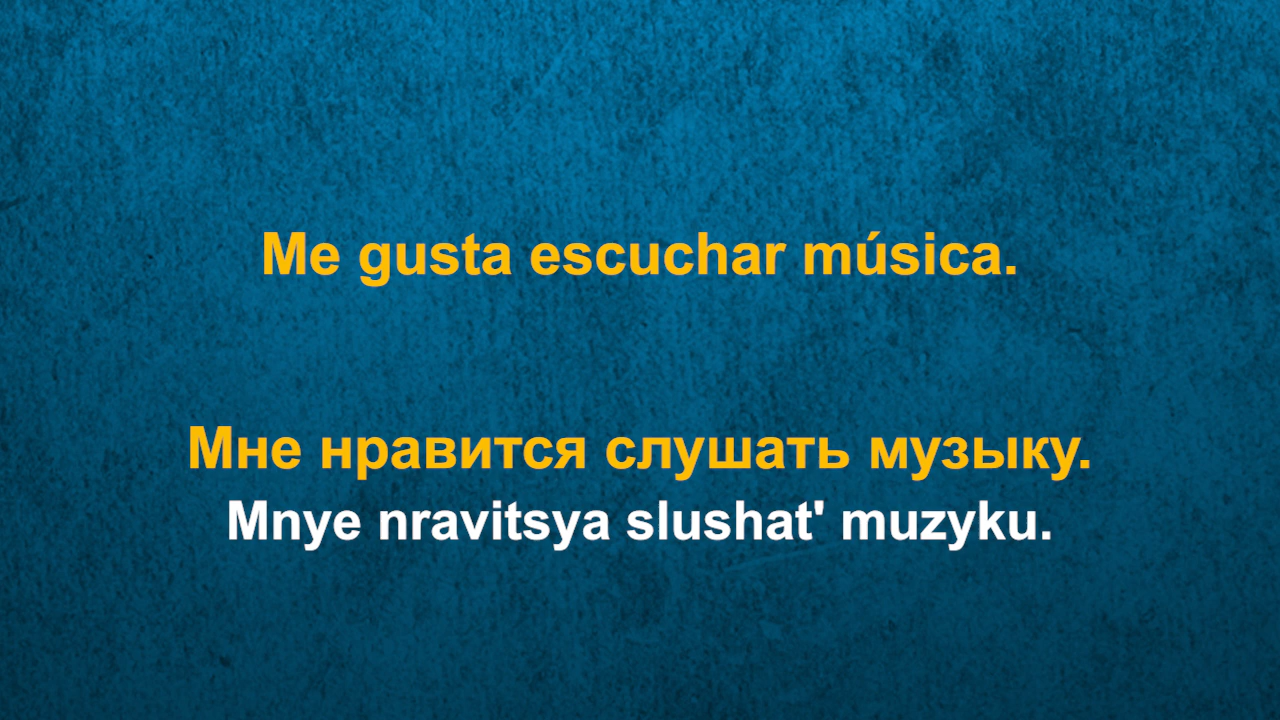 Me gusta escuchar música.
Мне нравится слушать музыку.
Mnye nravitsya slushat' muzyku.